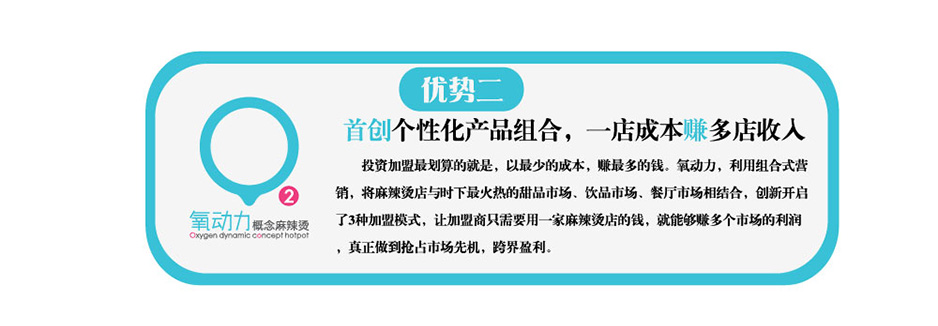 优势二
首创个性化产品组合，一店成本赚多店收入
投资加盟最划算的就是，以最少的成本，赚最多的钱。氧动力，利用组合式营
销，将麻辣烫店与时下最火热的甜品市场、饮品市场、餐厅市场相结合，创新开启
了3种加盟模式，让加盟商只需要用一家麻辣烫店的钱，就能够赚多个市场的利润
，真正做到抢占市场先机，跨界盈利。
2
氧动力概念麻辣烫
Oxygen dynamic concept hotpot